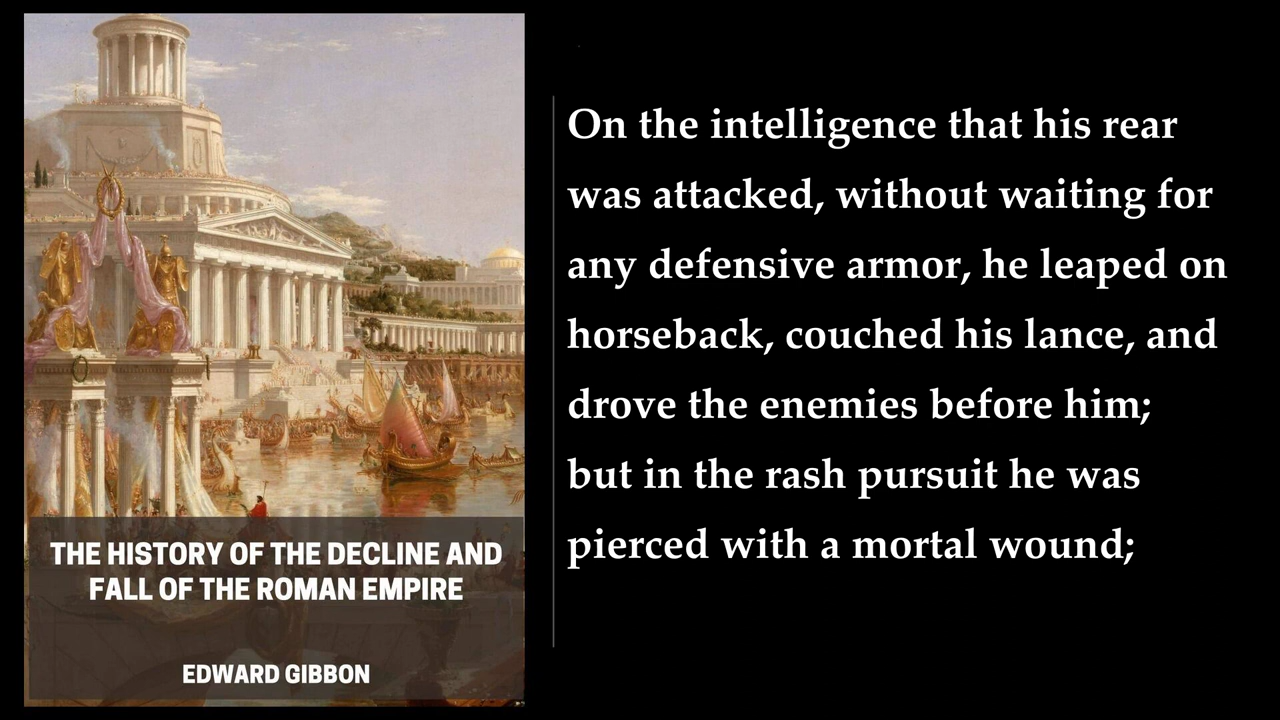 THE HISTORY OF THE DECLINE AND
FALL OF THE ROMAN EMPIRE
EDWARD GIBBON
On the intelligence that his rear
was attacked, without waiting for
any defensive armor, he leaped on
horseback, couched his lance, and
drove the enemies before him;
but in the rash pursuit he was
pierced with a mortal wound;